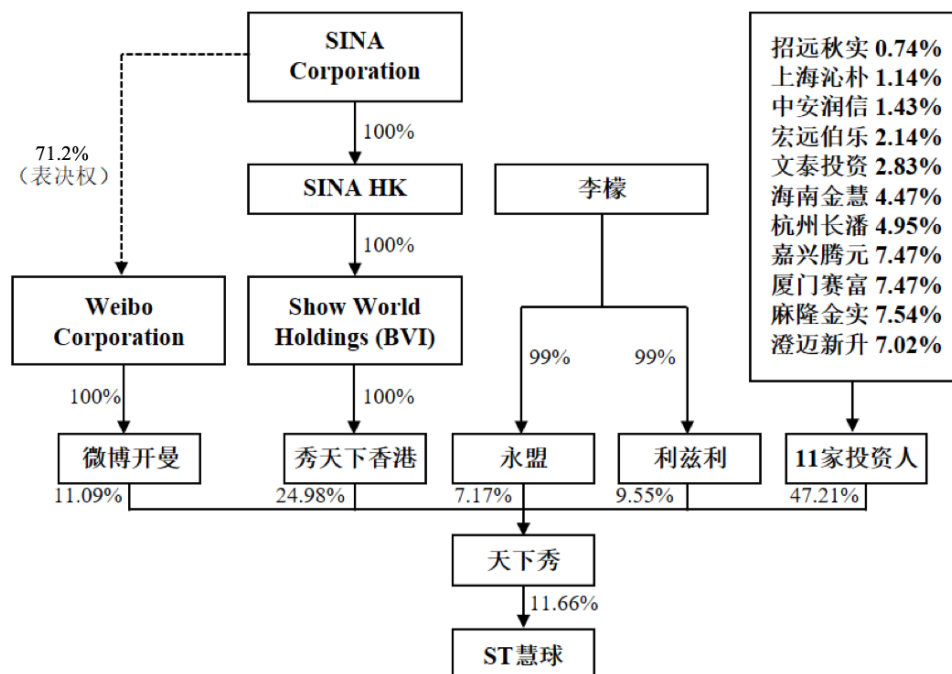 SINA
Corporation
招远秋实 0.74%
上海沁朴 1.14%
中安润信 1.43%
宏远伯乐 2.14%
文泰投资 2.83%
海南金慧 4.47%
杭州长潘 4.95%
嘉兴腾元 7.47%
厦门赛富 7.47%
麻隆金实 7.54%
澄迈新升 7.02%
100%
71.2%
（表决权）
SINA HK
李檬
100%
Weibo
Corporation
Show World
Holdings (BVI)
99%
99%
100%
100%
微博开曼
秀天下香港
永盟
利兹利
11家投资人
11.09%
24.98%
7.17%
9.55%
47.21%
天下秀
11.66%
ST慧球